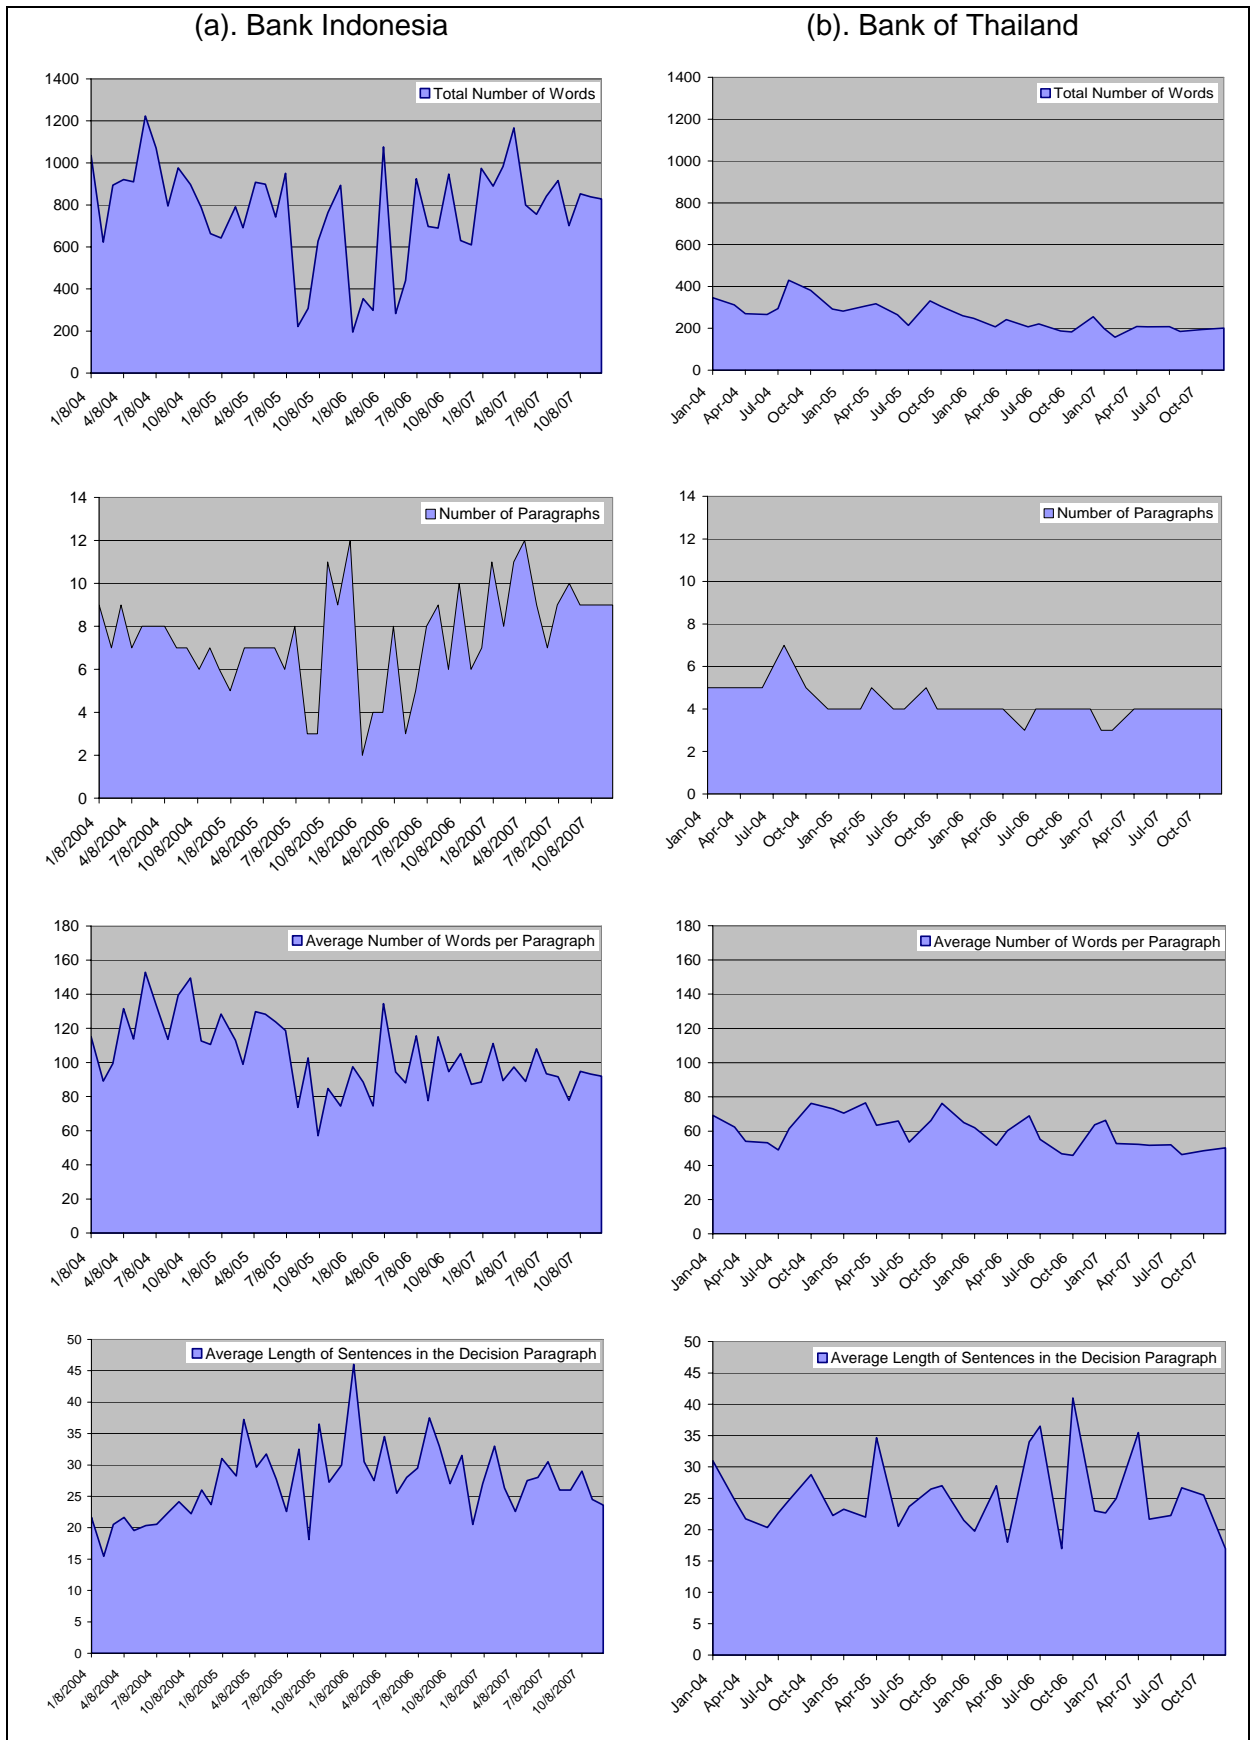 (a). Bank Indonesia
(b). Bank of Thailand
Total Number of Words
1400
1200
1000
800
600
400
200
0
1/8/04
4/8/04
7/8/04
10/8/04
1/8/05
4/8/05
7/8/05
10/8/05
1/8/06
4/8/06
7/8/06
10/8/06
1/8/07
4/8/07
7/8/07
10/8/07
Total Number of Words
1400
1200
1000
800
600
400
200
0
Jan-04
Apr-04
Jul-04
Oct-04
Jan-05
Apr-05
Jul-05
Oct-05
Jan-06
Apr-06
Jul-06
Oct-06
Jan-07
Apr-07
Jul-07
Oct-07
Number of Paragraphs
14
12
10
8
6
4
2
0
1/8/2004
4/8/2004
7/8/2004
10/8/2004
1/8/2005
4/8/2005
7/8/2005
10/8/2005
1/8/2006
4/8/2006
7/8/2006
10/8/2006
1/8/2007
4/8/2007
7/8/2007
10/8/2007
Number of Paragraphs
14
12
10
8
6
4
2
0
Jan-04
Apr-04
Jul-04
Oct-04
Jan-05
Apr-05
Jul-05
Oct-05
Jan-06
Apr-06
Jul-06
Oct-06
Jan-07
Apr-07
Jul-07
Oct-07
Average Number of Words per Paragraph
180
160
140
120
100
80
60
40
20
0
1/8/04
4/8/04
7/8/04
10/8/04
1/8/05
4/8/05
7/8/05
10/8/05
1/8/06
4/8/06
7/8/06
10/8/06
1/8/07
4/8/07
7/8/07
10/8/07
Average Number of Words per Paragraph
180
160
140
120
100
80
60
40
20
0
Jan-04
Apr-04
Jul-04
Oct-04
Jan-05
Apr-05
Jul-05
Oct-05
Jan-06
Apr-06
Jul-06
Oct-06
Jan-07
Apr-07
Jul-07
Oct-07
Average Length of Sentences in the Decision Paragraph
50
45
40
35
30
25
20
15
10
5
0
1/8/2004
4/8/2004
7/8/2004
10/8/2004
1/8/2005
4/8/2005
7/8/2005
10/8/2005
1/8/2006
4/8/2006
7/8/2006
10/8/2006
1/8/2007
4/8/2007
7/8/2007
10/8/2007
Average Length of Sentences in the Decision Paragraph
50
45
40
35
30
25
20
15
10
5
0
Jan-04
Apr-04
Jul-04
Oct-04
Jan-05
Apr-05
Jul-05
Oct-05
Jan-06
Apr-06
Jul-06
Oct-06
Jan-07
Apr-07
Jul-07
Oct-07